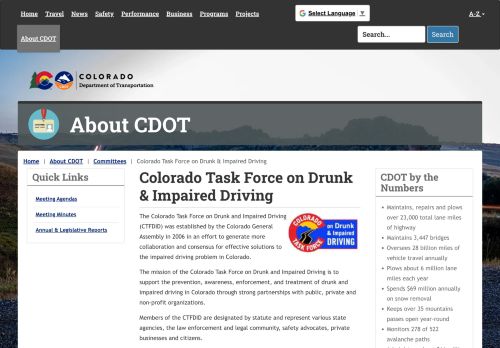 Home Travel News Safety Performance Business Programs Projects
Select Language ▼
A-Z
About CDOT
Search...
Search
COLORADO
Department of Transportation
About CDOT
Home | About CDOT | Committees | Colorado Task Force on Drunk & Impaired Driving
Quick Links
Meeting Agendas
Meeting Minutes
Annual & Legislative Reports
Colorado Task Force on Drunk
& Impaired Driving
The Colorado Task Force on Drunk and Impaired Driving
(CTFDID) was established by the Colorado General
Assembly in 2006 in an effort to generate more
collaboration and consensus for effective solutions to
the impaired driving problem in Colorado.
COLORADO
TASK FORCE
on Drunk
& Impaired
DRIVING
The mission of the Colorado Task Force on Drunk and Impaired Driving is to
support the prevention, awareness, enforcement, and treatment of drunk and
impaired driving in Colorado through strong partnerships with public, private and
non-profit organizations.
Members of the CTFDID are designated by statute and represent various state
agencies, the law enforcement and legal community, safety advocates, private
businesses and citizens.
CDOT by the
Numbers
Maintains, repairs and plows
over 23,000 total lane miles
of highway
Maintains 3,447 bridges
Oversees 28 billion miles of
vehicle travel annually
Plows about 6 million lane
miles each year
Spends $69 million annually
on snow removal
Keeps over 35 mountain
passes open year-round
Monitors 278 of 522
avalanche paths